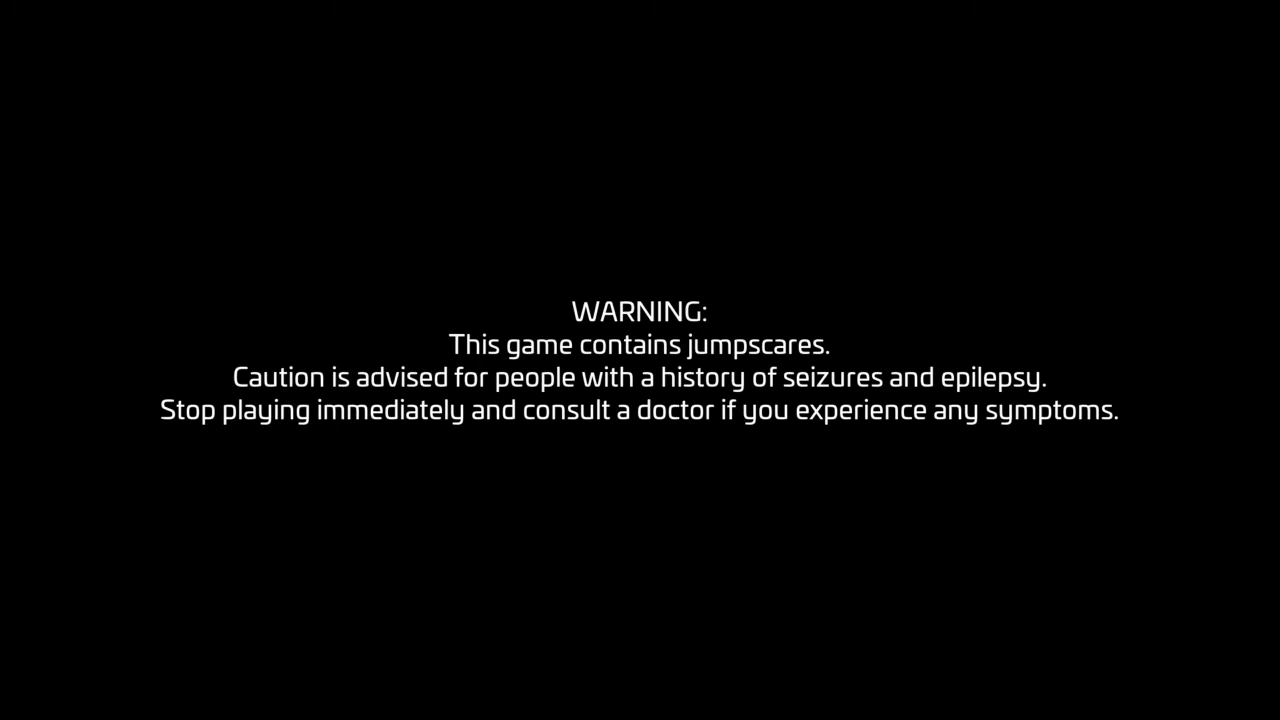 WARNING:
This game contains jumpscares.
Caution is advised for people with a history of seizures and epilepsy.
Stop playing immediately and consult a doctor if you experience any symptoms.